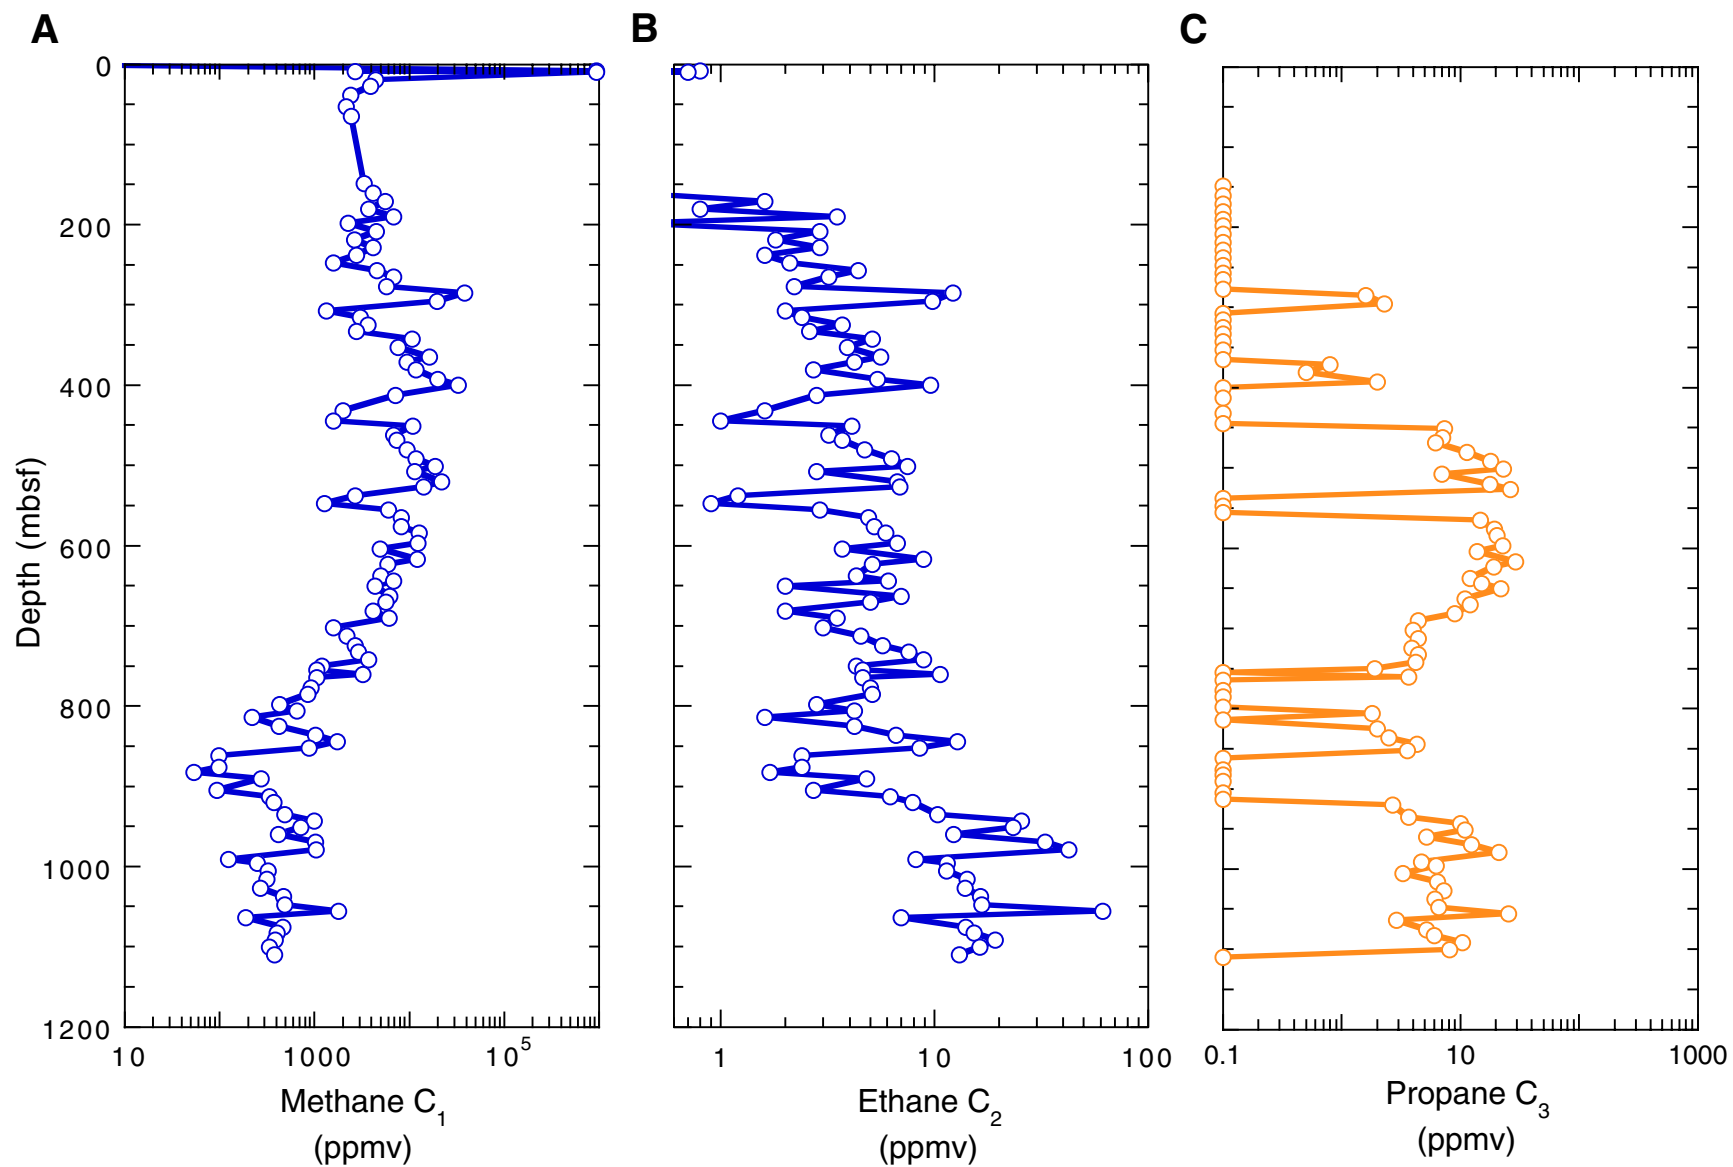 A B C
0
200
400
600
800
1000
1200
Depth (mbsf)
10 1000 10⁵
1 10 100
0.1 10 1000
Methane C₁
(ppmv)
Ethane C₂
(ppmv)
Propane C₃
(ppmv)